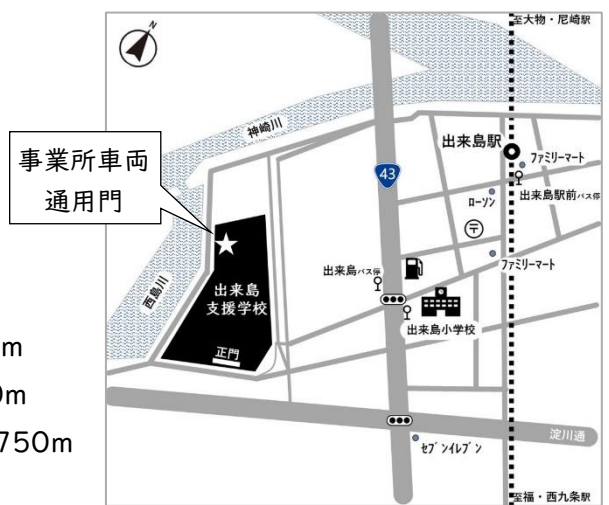 至大物・尼崎駅
N
神崎川
出来島駅
ファミリーマート
事業所車両
通用門
43
ローソン
出来島駅前バス停
〒
ファミリーマート
出来島バス停
西島川
出来島
支援学校
出来島小学校
m
正門
m
750m
淀川通
セブンイレブン
至福・西九条駅